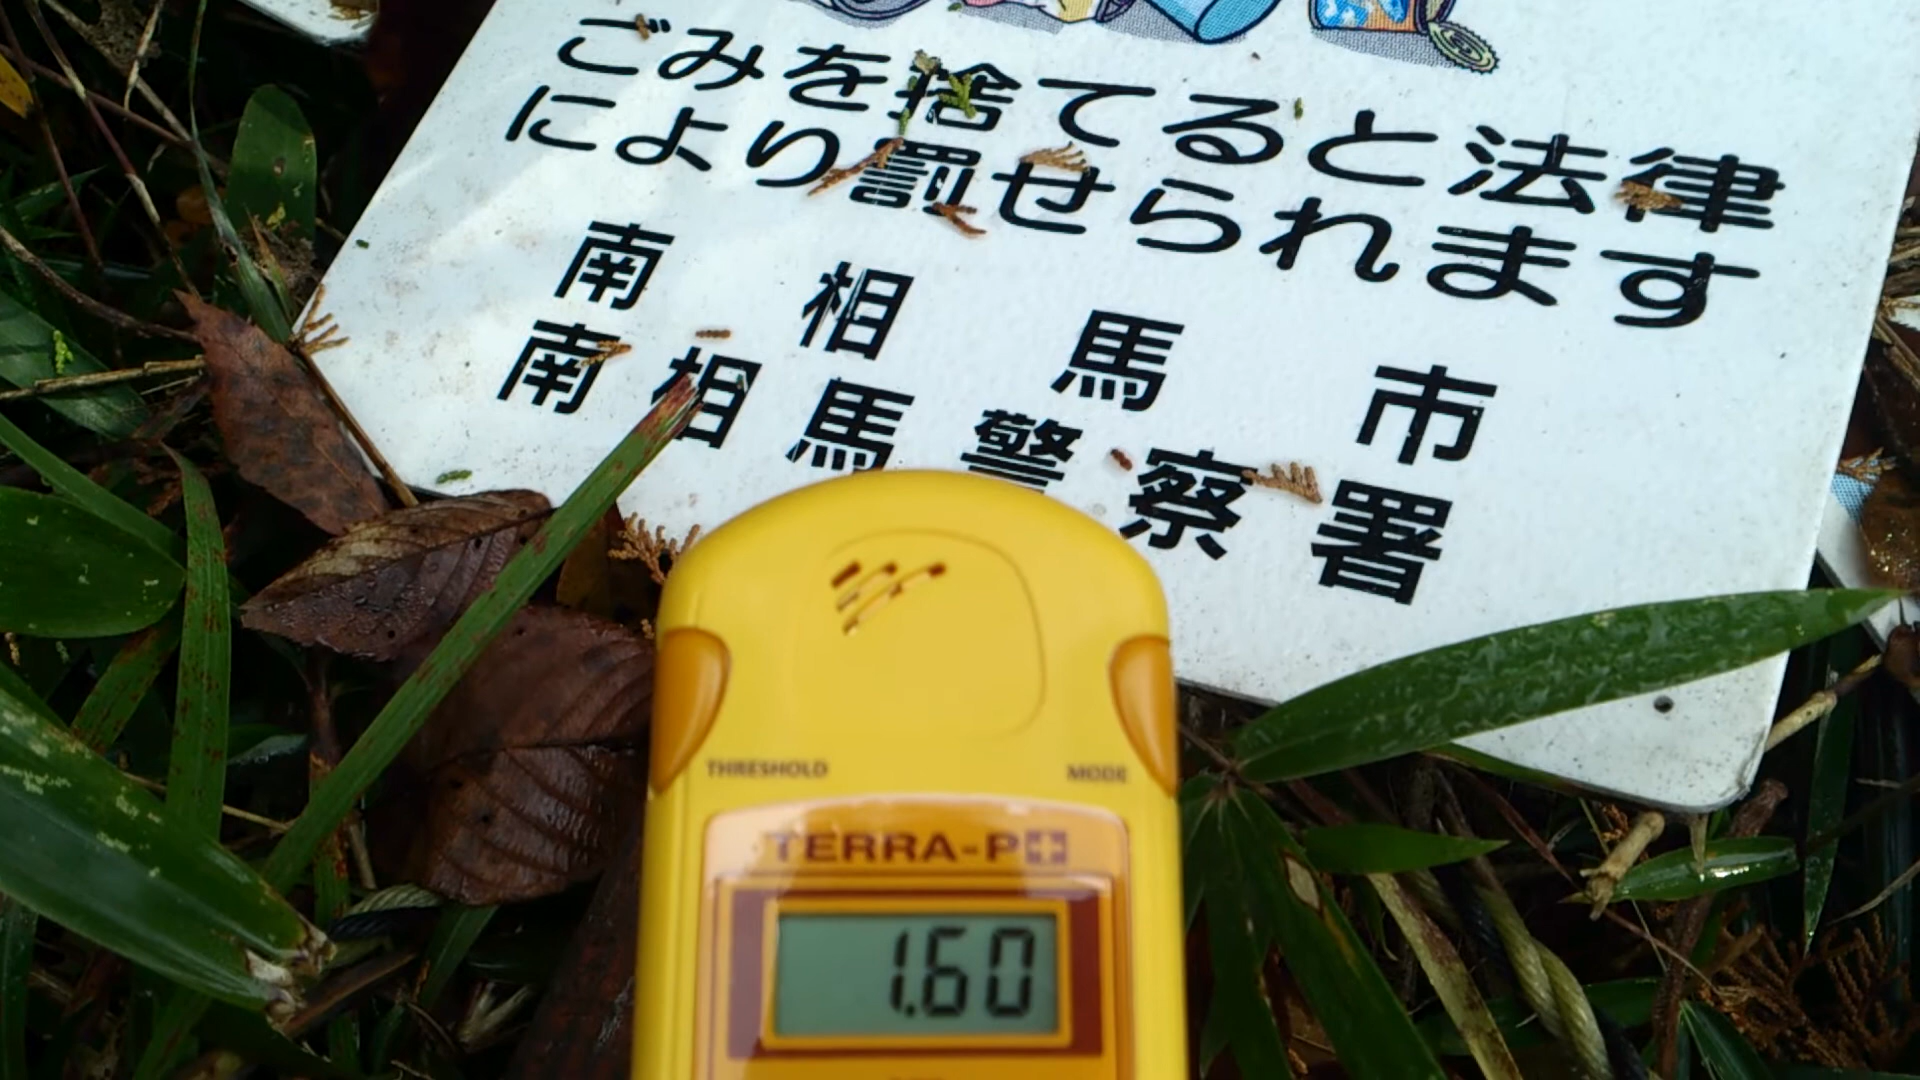 ごみを捨てると法律
により罰せられます
南相馬市
南相馬警察署
THRESHOLD MODE
TERRA-P
1.60